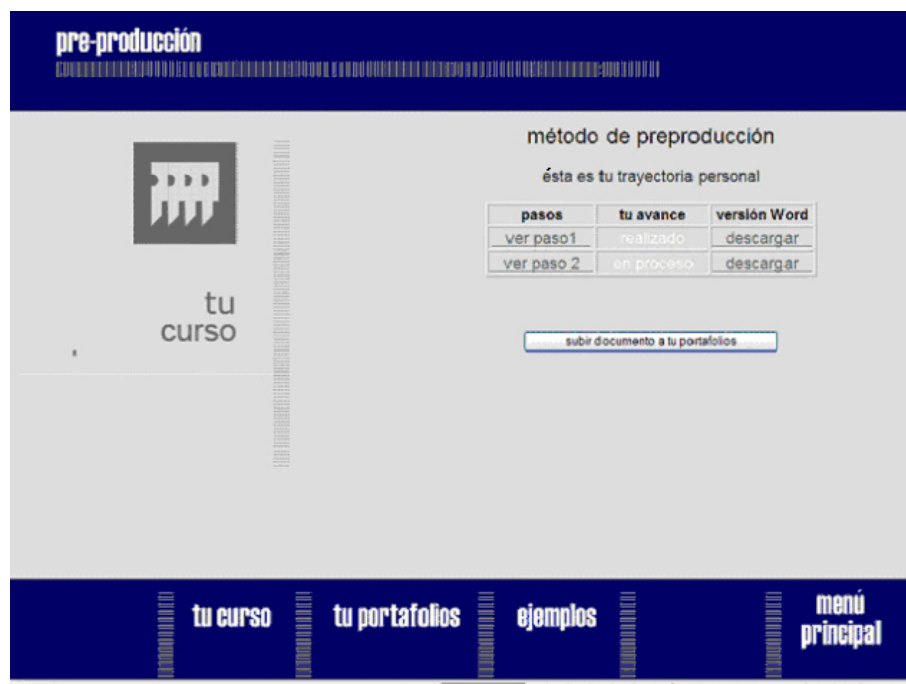 pre-producción
método de preproducción
ésta es tu trayectoria personal
pasos tu avance versión Word
ver paso1 realizado descargar
ver paso 2 en proceso descargar
tu
curso
subir documento a tu portafolios
tu curso tu portafolios ejemplos menú
principal